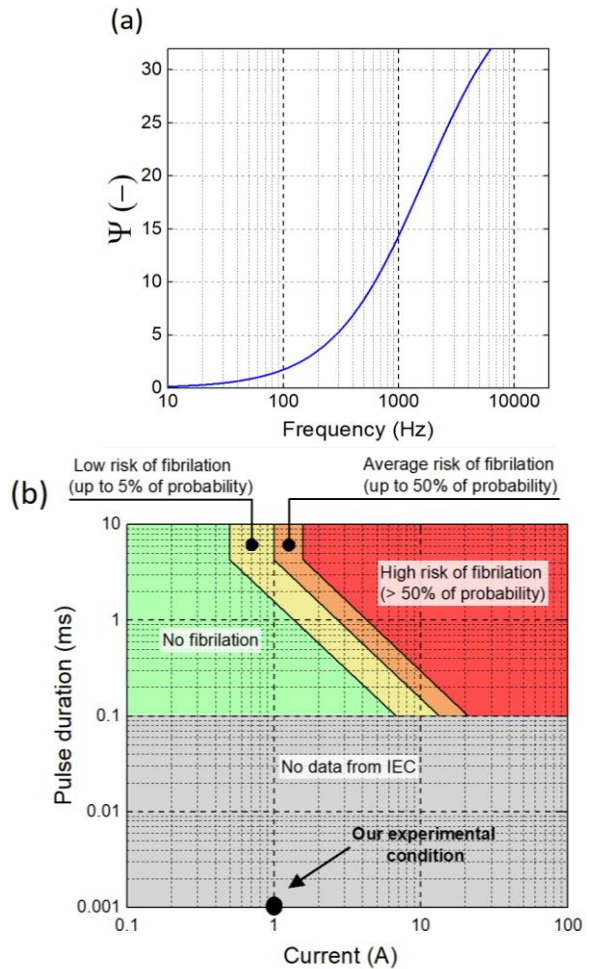 (a)
30
25
20
15
10
5
0
Ψ (−)
10 100 1000 10000
Frequency (Hz)
(b)
Low risk of fibrilation
(up to 5% of probability)
Average risk of fibrilation
(up to 50% of probability)
10
1
0.1
0.01
0.001
Pulse duration (ms)
High risk of fibrilation
(> 50% of probability)
No fibrilation
No data from IEC
Our experimental
condition
0.1 1 10 100
Current (A)